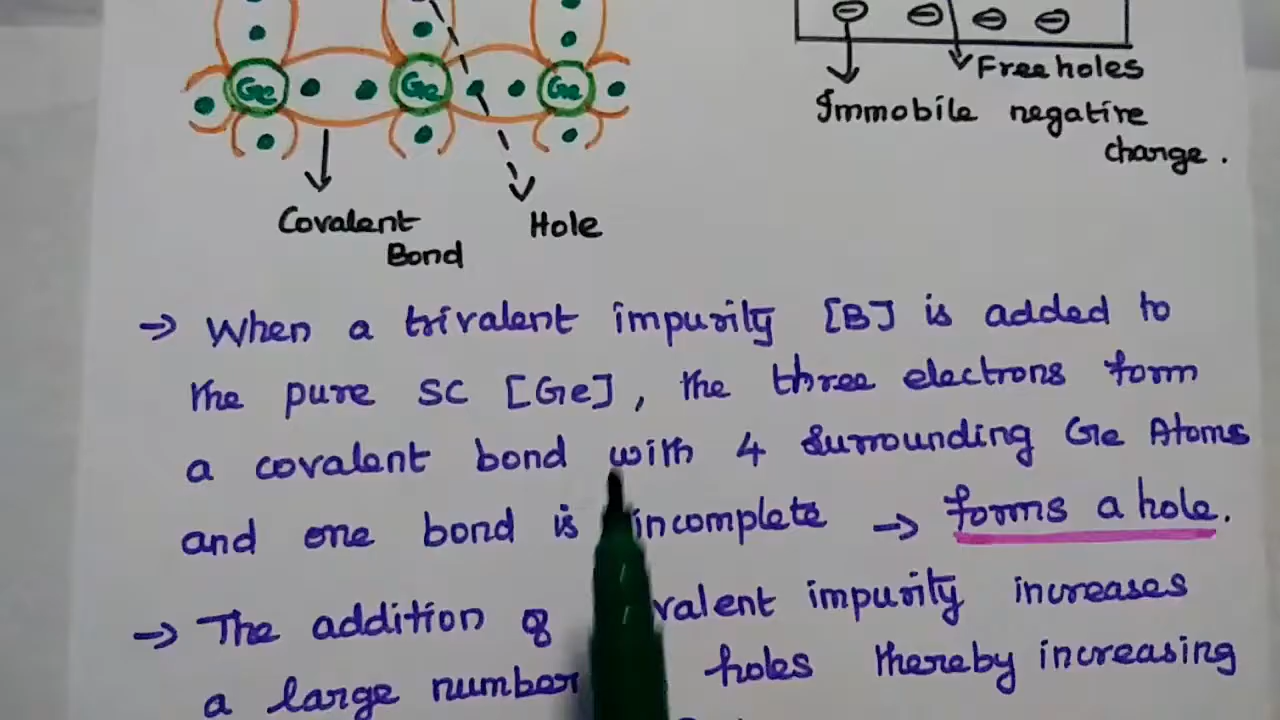 Ge Ge Ge
Free holes
Immobile negative
charge.
Covalent
Bond
Hole
→ When a trivalent impurity [B] is added to
the pure SC [Ge], the three electrons form
a covalent bond with 4 surrounding Ge Atoms
and one bond is incomplete → forms a hole.
→ The addition of valent impurity increases
a large number holes thereby increasing